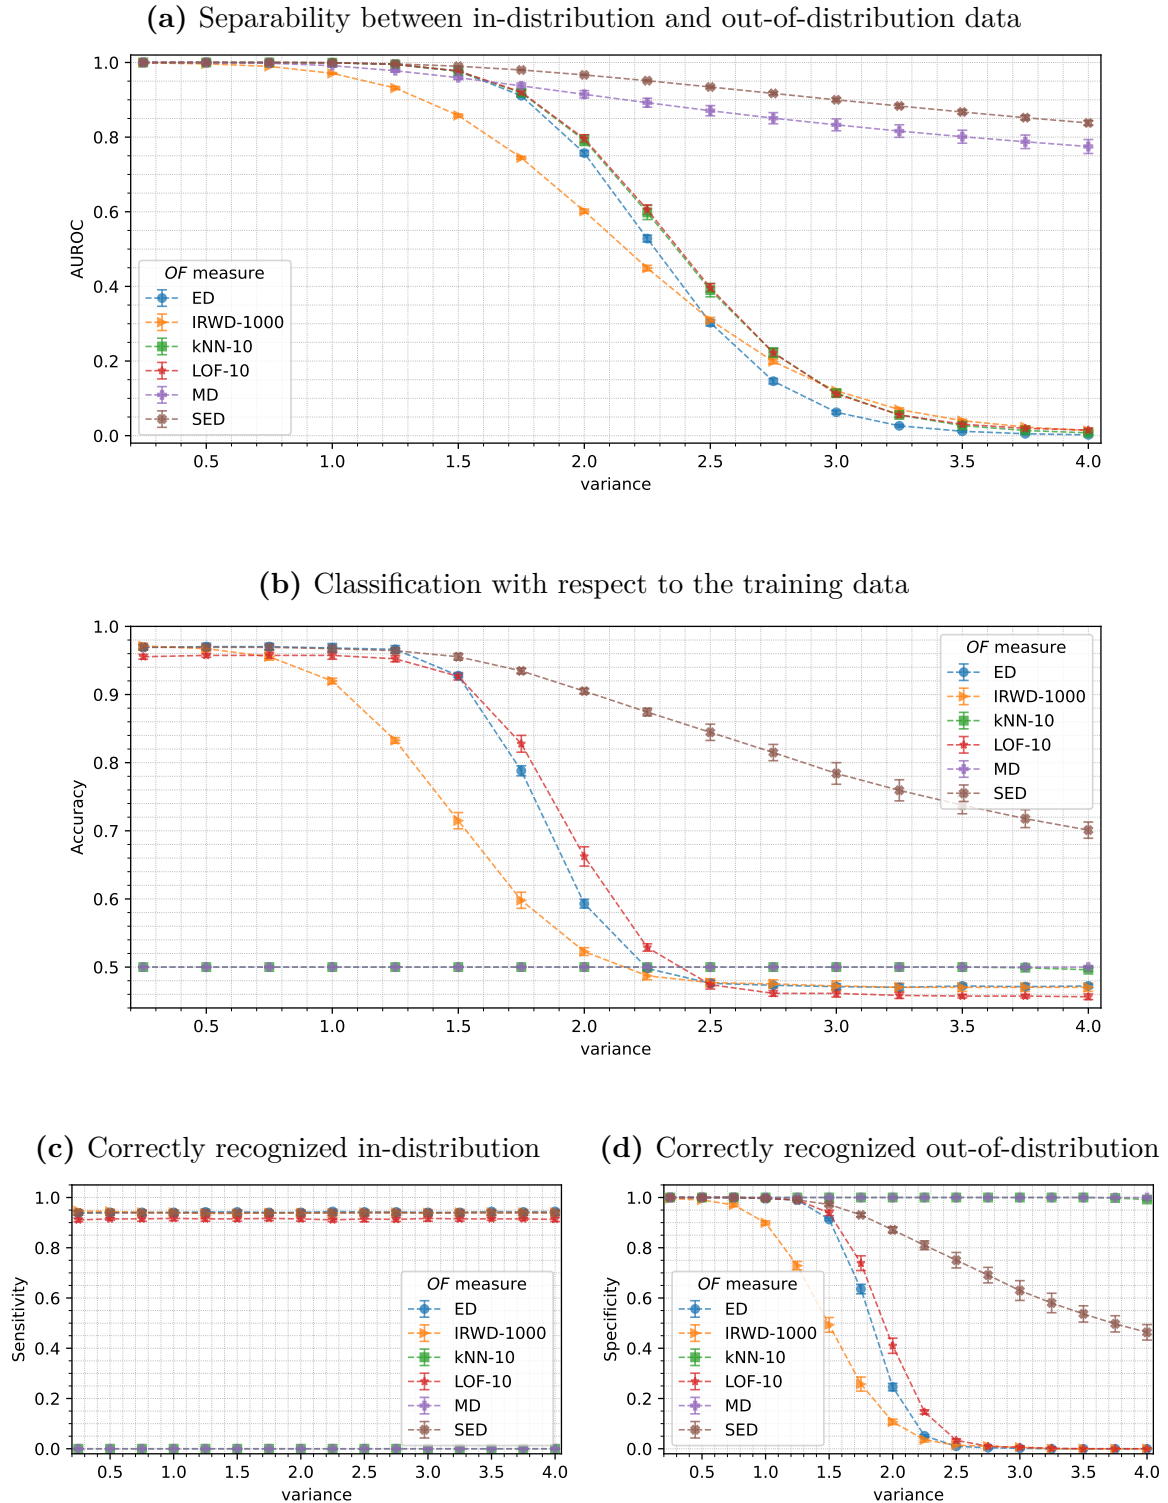 (a) Separability between in-distribution and out-of-distribution data
1.0
0.8
0.6
0.4
0.2
0.0
AUROC
OF measure
ED
IRWD-1000
kNN-10
LOF-10
MD
SED
0.5 1.0 1.5 2.0 2.5 3.0 3.5 4.0
variance
(b) Classification with respect to the training data
1.0
0.9
0.8
0.7
0.6
0.5
Accuracy
OF measure
ED
IRWD-1000
kNN-10
LOF-10
MD
SED
0.5 1.0 1.5 2.0 2.5 3.0 3.5 4.0
variance
(c) Correctly recognized in-distribution
1.0
0.8
0.6
0.4
0.2
0.0
Sensitivity
OF measure
ED
IRWD-1000
kNN-10
LOF-10
MD
SED
0.5 1.0 1.5 2.0 2.5 3.0 3.5 4.0
variance
(d) Correctly recognized out-of-distribution
1.0
0.8
0.6
0.4
0.2
0.0
Specificity
OF measure
ED
IRWD-1000
kNN-10
LOF-10
MD
SED
0.5 1.0 1.5 2.0 2.5 3.0 3.5 4.0
variance